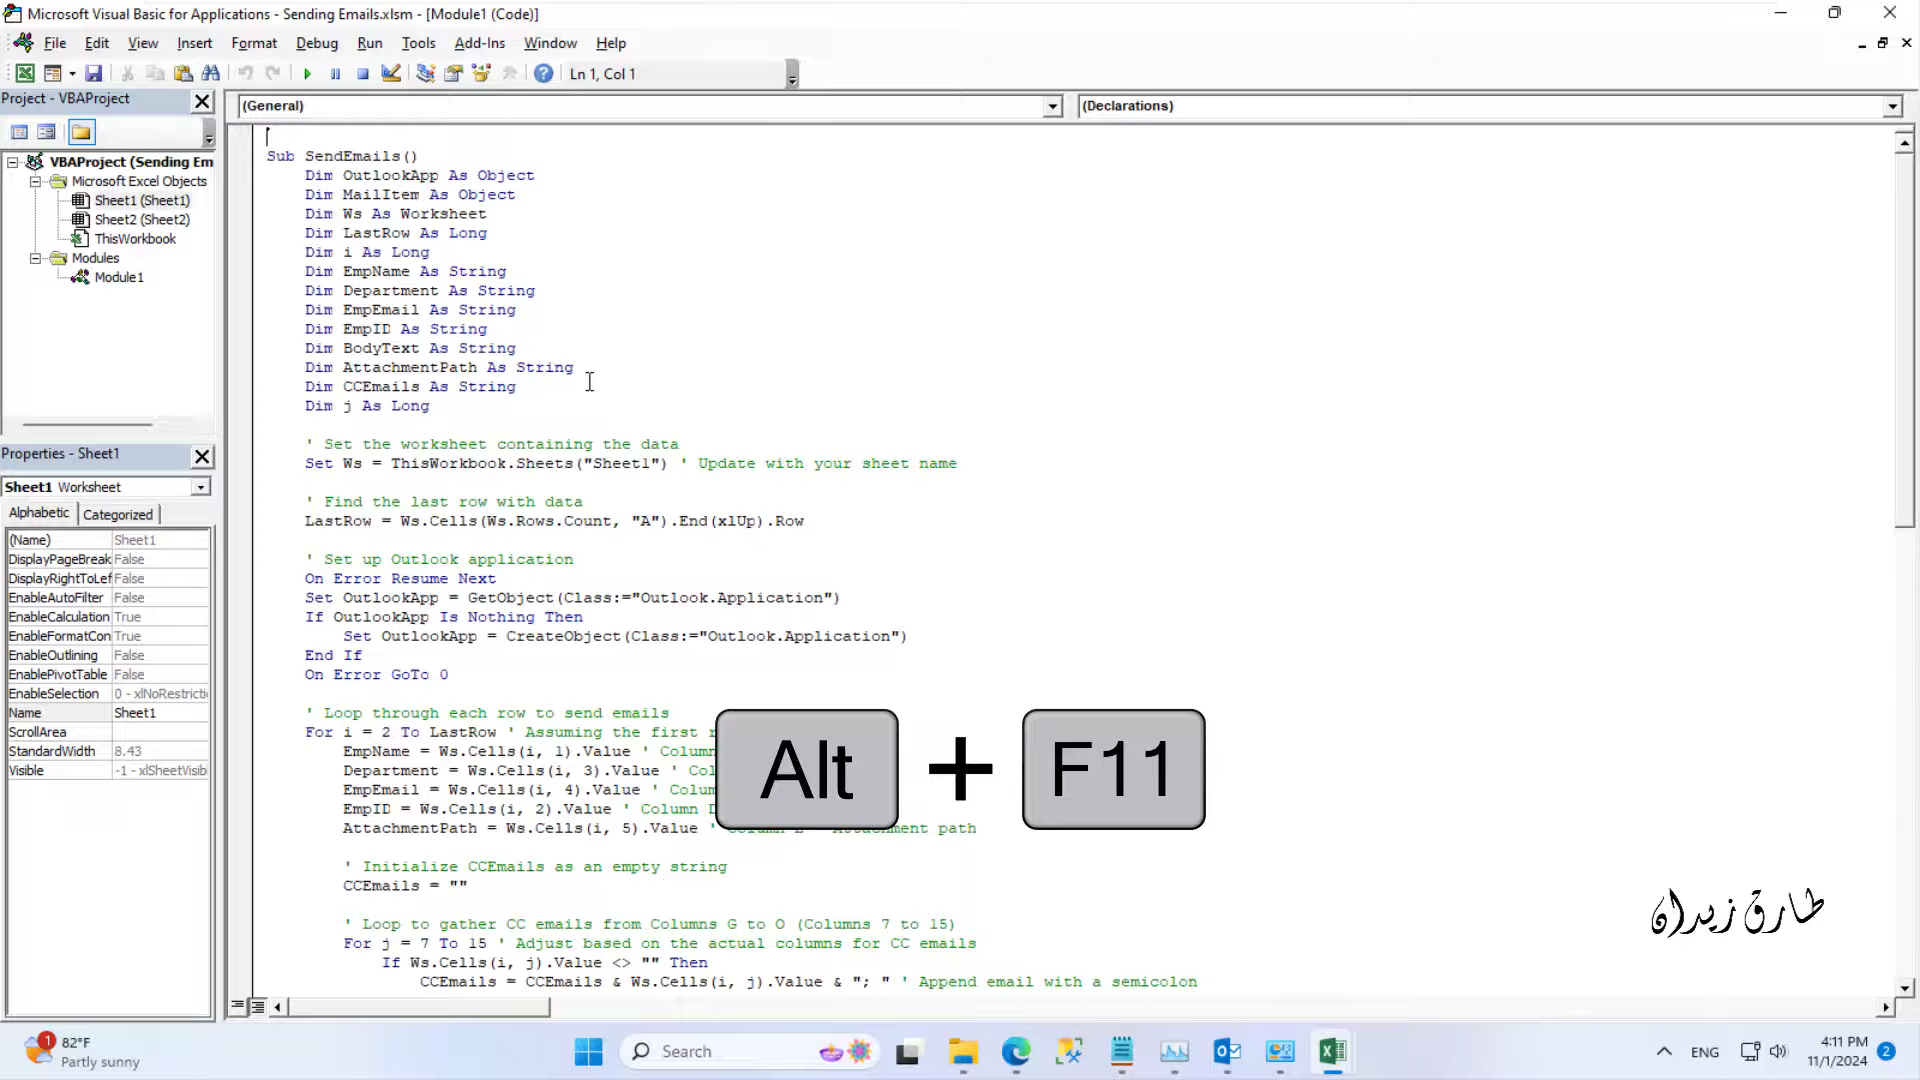 Microsoft Visual Basic for Applications - Sending Emails.xlsm - [Module1 (Code)]
File Edit View Insert Format Debug Run Tools Add-Ins Window Help
Ln 1, Col 1
Project - VBAProject
VBAProject (Sending Em
Microsoft Excel Objects
Sheet1 (Sheet1)
Sheet2 (Sheet2)
ThisWorkbook
Modules
Module1
Properties - Sheet1
Sheet1 Worksheet
Alphabetic Categorized
(Name) Sheet1
DisplayPageBreak False
DisplayRightToLef False
EnableAutoFilter False
EnableCalculation True
EnableFormatCon True
EnableOutlining False
EnablePivotTable False
EnableSelection 0 - xlNoRestricti
Name Sheet1
ScrollArea
StandardWidth 8.43
Visible -1 - xlSheetVisib
(General) (Declarations)
Sub SendEmails()
Dim OutlookApp As Object
Dim MailItem As Object
Dim Ws As Worksheet
Dim LastRow As Long
Dim i As Long
Dim EmpName As String
Dim Department As String
Dim EmpEmail As String
Dim EmpID As String
Dim BodyText As String
Dim AttachmentPath As String
Dim CCEmails As String
Dim j As Long
' Set the worksheet containing the data
Set Ws = ThisWorkbook.Sheets("Sheet1") ' Update with your sheet name
' Find the last row with data
LastRow = Ws.Cells(Ws.Rows.Count, "A").End(xlUp).Row
' Set up Outlook application
On Error Resume Next
Set OutlookApp = GetObject(Class:="Outlook.Application")
If OutlookApp Is Nothing Then
Set OutlookApp = CreateObject(Class:="Outlook.Application")
End If
On Error GoTo 0
' Loop through each row to send emails
For i = 2 To LastRow ' Assuming the first r
EmpName = Ws.Cells(i, 1).Value ' Column
Department = Ws.Cells(i, 3).Value ' Col
EmpEmail = Ws.Cells(i, 4).Value ' Colum
EmpID = Ws.Cells(i, 2).Value ' Column D
AttachmentPath = Ws.Cells(i, 5).Value ' ment path
' Initialize CCEmails as an empty string
CCEmails = ""
' Loop to gather CC emails from Columns G to O (Columns 7 to 15)
For j = 7 To 15 ' Adjust based on the actual columns for CC emails
If Ws.Cells(i, j).Value <> "" Then
CCEmails = CCEmails & Ws.Cells(i, j).Value & "; " ' Append email with a semicolon
Alt + F11
طارق زيدان
1 82°F
Partly sunny
Search
ENG
4:11 PM
11/1/2024
2